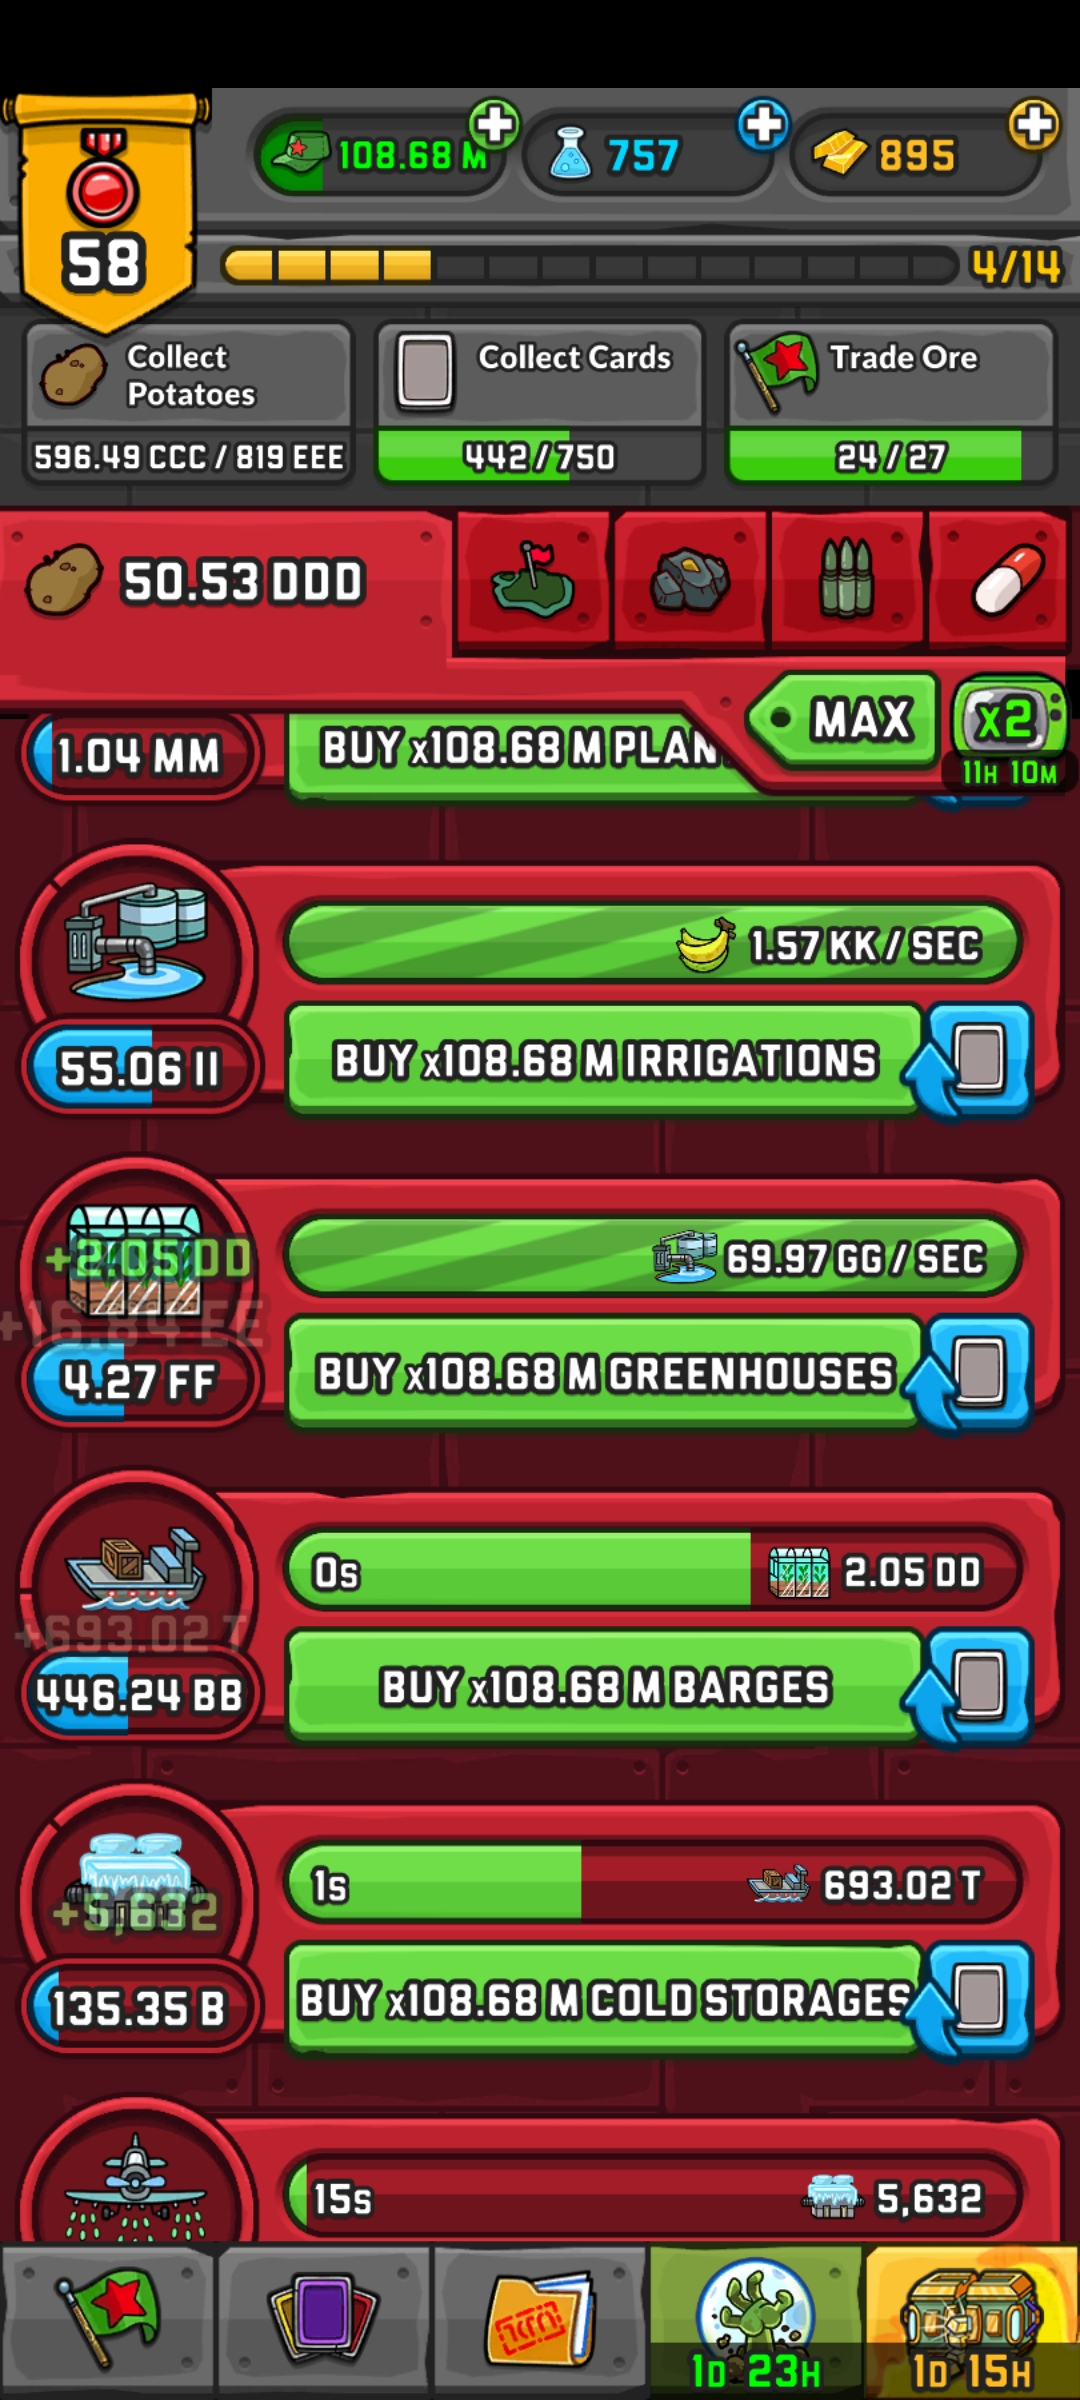 108.68 M
757
895
58
4/14
Collect
Potatoes
Collect Cards
Trade Ore
596.49 CCC / 819 EEE
442/750
24/27
50.53 DDD
MAX
x2
11H 10M
1.04 MM
BUY x108.68 M PLAN
1.57 KK / SEC
55.06 II
BUY x108.68 M IRRIGATIONS
+2.05 DD
69.97 GG / SEC
+16.84 EE
4.27 FF
BUY x108.68 M GREENHOUSES
0s
2.05 DD
+693.02 T
446.24 BB
BUY x108.68 M BARGES
1s
693.02 T
+5,632
135.35 B
BUY x108.68 M COLD STORAGES
15s
5,632
1D 23H
1D 15H